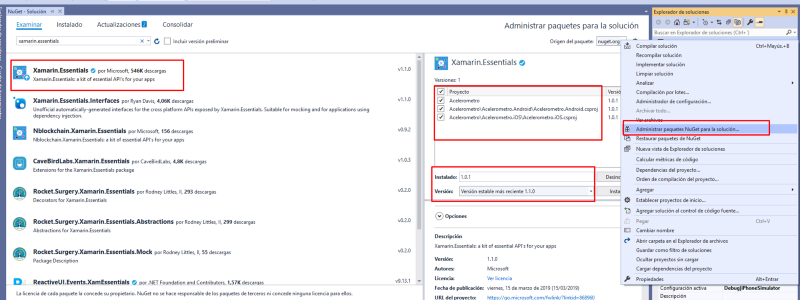 NuGet - Solución
Examinar Instalado Actualizaciones 2 Consolidar
Administrar paquetes para la solución
xamarin.essentials
Incluir versión preliminar
Origen del paquete: nuget.org
Xamarin.Essentials por Microsoft, 546K descargas
v1.1.0
Xamarin.Essentials: a kit of essential API's for your apps
Xamarin.Essentials.Interfaces por Ryan Davis, 4,06K descargas
v1.1.0
Unofficial automatically-generated interfaces for the cross platform APIs exposed by Xamarin.Essentials. Suitable for mocking and for applications using
dependency injection.
Nblockchain.Xamarin.Essentials por Microsoft, 156 descargas
v0.9.2
Xamarin.Essentials: a kit of essential API's for your apps
CaveBirdLabs.Xamarin.Essentials por CaveBirdLabs, 4,8K descargas
v1.0.3
Extensions for the Xamarin.Essentials package
Rocket.Surgery.Xamarin.Essentials por Rodney Littles, II, 293 descargas
v0.2.0
Decorators for Xamarin.Essentials
Rocket.Surgery.Xamarin.Essentials.Abstractions por Rodney Littles, II, 299 descargas
v0.2.0
Abstractions for Xamarin.Essentials
Rocket.Surgery.Xamarin.Essentials.Mock por Rodney Littles, II, 55 descargas
v0.2.0
Package Description
ReactiveUI.Events.XamEssentials por .NET Foundation and Contributors, 1,57K descargas
v9.13.1
La licencia de cada paquete la concede su propietario. NuGet no se hace responsable de los paquetes de terceros ni concede ninguna licencia para ellos.
Xamarin.Essentials
Versiones: 1
Proyecto
Versió
Acelerometro
1.0.1
Acelerometro\Acelerometro.Android\Acelerometro.Android.csproj
1.0.1
Acelerometro\Acelerometro.iOS\Acelerometro.iOS.csproj
1.0.1
Instalado: 1.0.1
Desinc
Versión: Versión estable más reciente 1.1.0
Insta
Opciones
Descripción
Xamarin.Essentials: a kit of essential API's for your apps
Versión: 1.1.0
Autores: Microsoft
Licencia: Ver licencia
Fecha de publicación: viernes, 15 de marzo de 2019 (15/03/2019)
URL del proyecto: https://go.microsoft.com/fwlink/?linkid=868960
Explorador de soluciones
Buscar en Explorador de soluciones (Ctrl+ )
Compilar solución Ctrl+Mayús.+B
Recompilar solución
Implementar solución
Limpiar solución
Analizar
Compilación por lotes...
Administrador de configuración...
Archivar todo...
Ver archivos
Administrar paquetes NuGet para la solución...
Restaurar paquetes de NuGet
Nueva vista de Explorador de soluciones
Calcular métricas de código
Dependencias del proyecto...
Orden de compilación del proyecto...
Agregar
Establecer proyectos de inicio...
Agregar solución al control de código fuente...
Pegar Ctrl+V
Cambiar nombre
Abrir carpeta en el Explorador de archivos
Guardar como filtro de soluciones
Ocultar proyectos sin cargar
Cargar dependencias del proyecto
Propiedades Alt+Entrar
Configuración activa Debug|iPhoneSimulator
Descripción